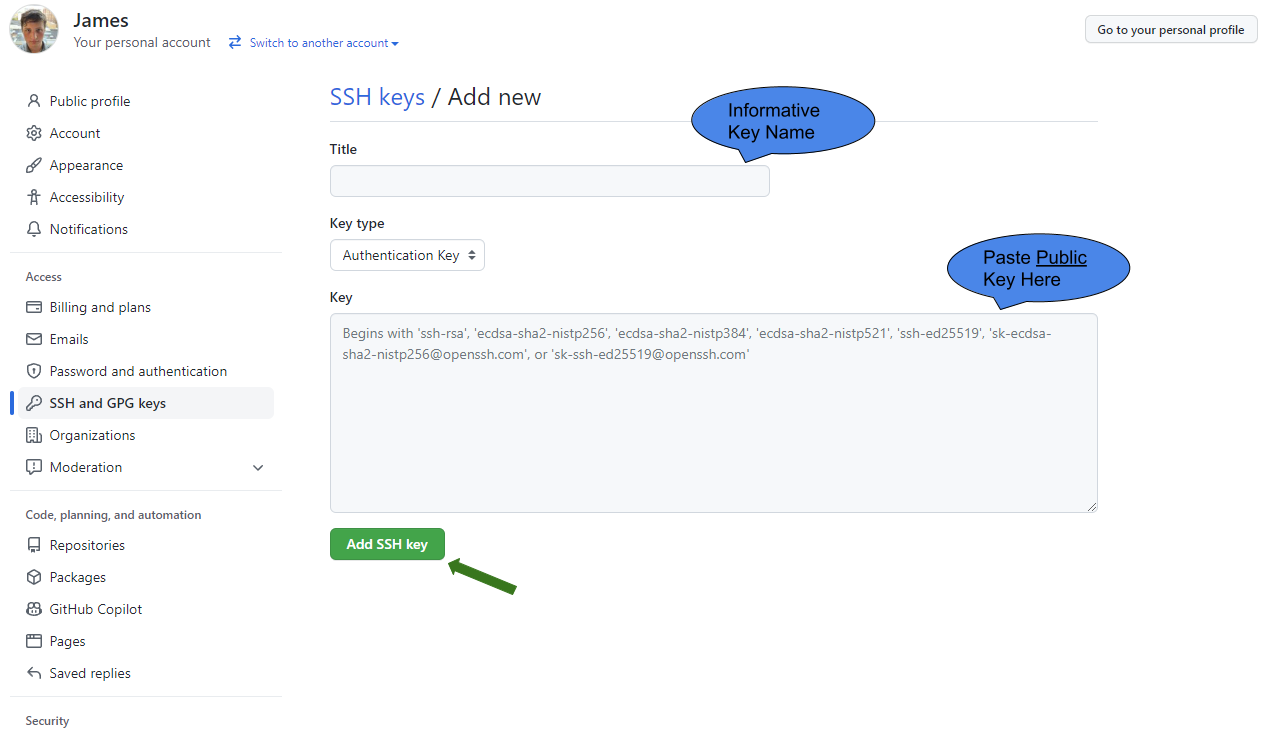 James
Your personal account
Switch to another account
Go to your personal profile
Public profile
Account
Appearance
Accessibility
Notifications
Access
Billing and plans
Emails
Password and authentication
SSH and GPG keys
Organizations
Moderation
Code, planning, and automation
Repositories
Packages
GitHub Copilot
Pages
Saved replies
Security
SSH keys / Add new
Informative
Key Name
Title
Key type
Authentication Key
Paste Public
Key Here
Key
Begins with 'ssh-rsa', 'ecdsa-sha2-nistp256', 'ecdsa-sha2-nistp384', 'ecdsa-sha2-nistp521', 'ssh-ed25519', 'sk-ecdsa-
sha2-nistp256@openssh.com', or 'sk-ssh-ed25519@openssh.com'
Add SSH key